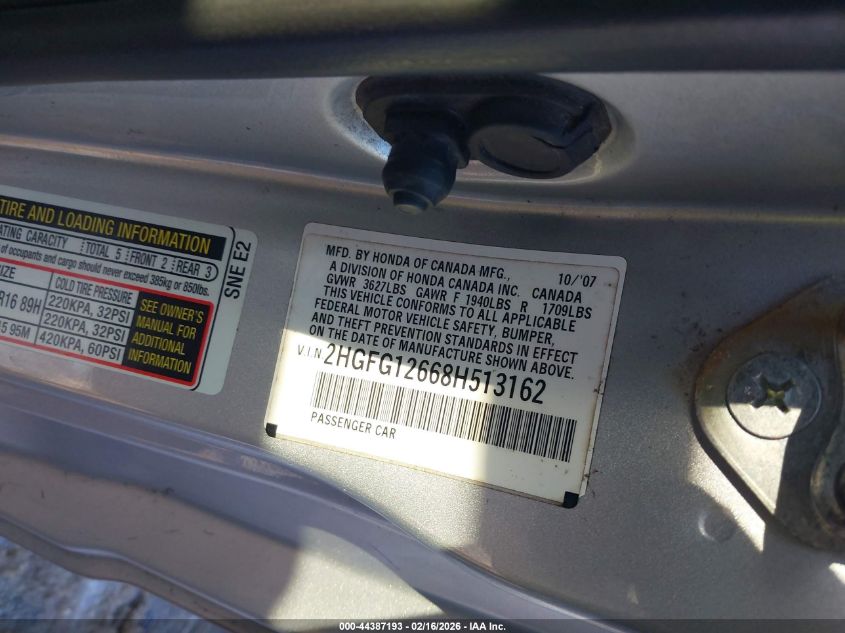 TIRE AND LOADING INFORMATION
ATING CAPACITY TOTAL 5 FRONT 2 REAR 3
of occupants and cargo should never exceed 385kg or 850lbs.
SIZE COLD TIRE PRESSURE
R16 89H 220KPA, 32PSI
220KPA, 32PSI
15 95M 420KPA, 60PSI
SEE OWNER'S
MANUAL FOR
ADDITIONAL
INFORMATION
SNE E2
MFD. BY HONDA OF CANADA MFG., 10/'07
A DIVISION OF HONDA CANADA INC. CANADA
GVWR 3627LBS GAWR F 1940LBS R 1709LBS
THIS VEHICLE CONFORMS TO ALL APPLICABLE
FEDERAL MOTOR VEHICLE SAFETY, BUMPER,
AND THEFT PREVENTION STANDARDS IN EFFECT
ON THE DATE OF MANUFACTURE SHOWN ABOVE.
V.I.N. 2HGFG12668H513162
PASSENGER CAR
000-44387193 - 02/16/2026 - IAA Inc.